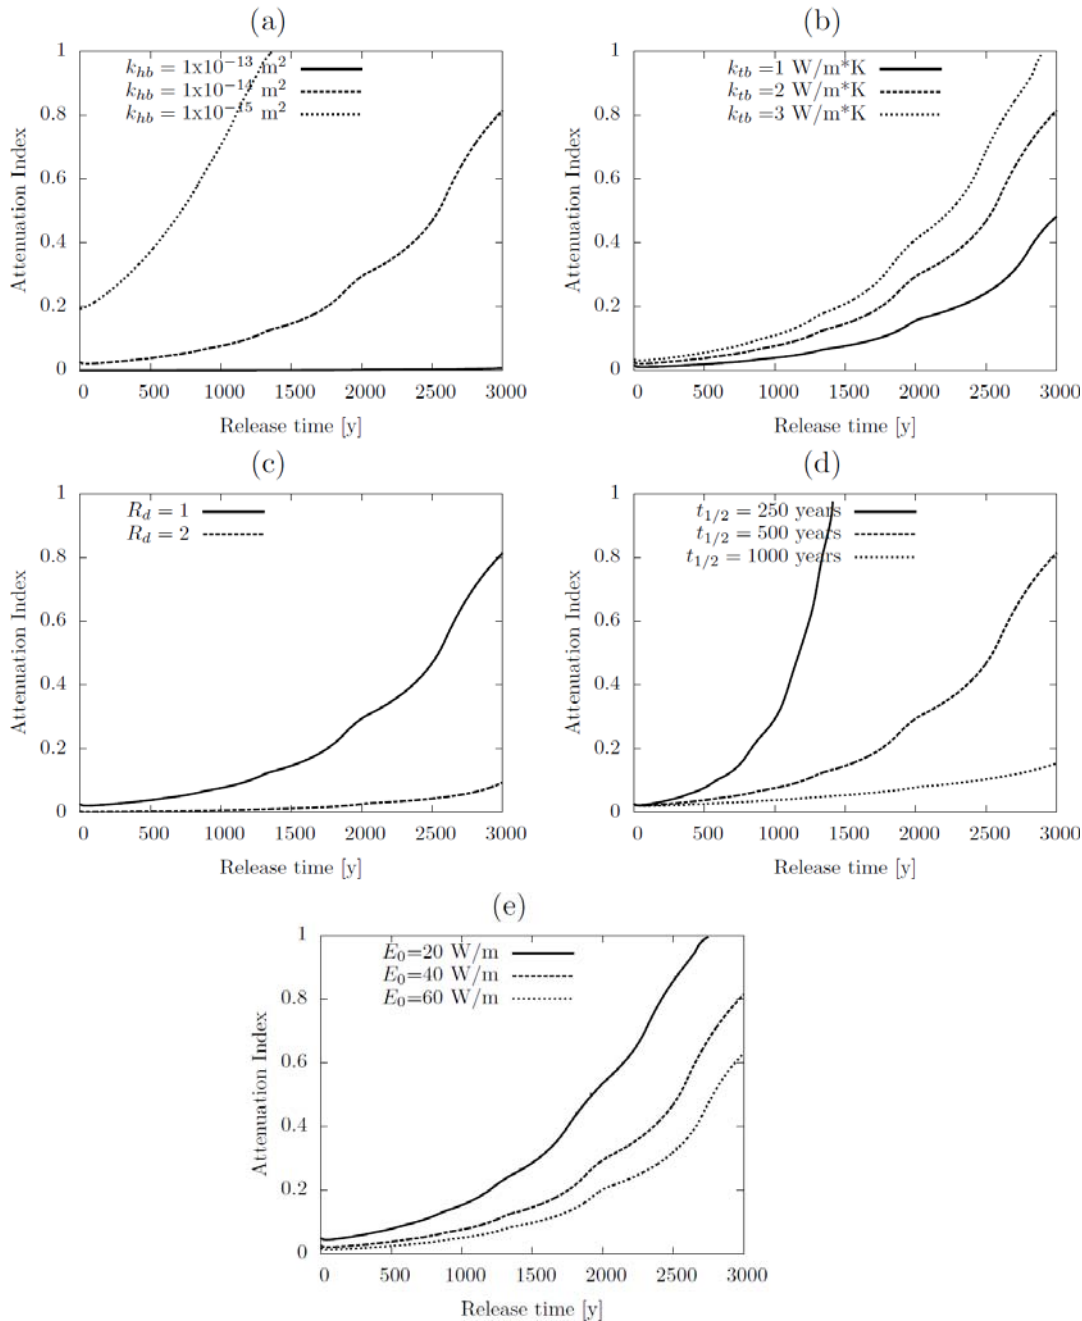 (a)
k_hb = 1x10^−13 m^2
k_hb = 1x10^−14 m^2
k_hb = 1x10^−15 m^2
1
0.8
0.6
0.4
0.2
0
Attenuation Index
0 500 1000 1500 2000 2500 3000
Release time [y]
(b)
k_tb =1 W/m*K
k_tb =2 W/m*K
k_tb =3 W/m*K
1
0.8
0.6
0.4
0.2
0
Attenuation Index
0 500 1000 1500 2000 2500 3000
Release time [y]
(c)
R_d = 1
R_d = 2
1
0.8
0.6
0.4
0.2
0
Attenuation Index
0 500 1000 1500 2000 2500 3000
Release time [y]
(d)
t_1/2 = 250 years
t_1/2 = 500 years
t_1/2 = 1000 years
1
0.8
0.6
0.4
0.2
0
Attenuation Index
0 500 1000 1500 2000 2500 3000
Release time [y]
(e)
E_0=20 W/m
E_0=40 W/m
E_0=60 W/m
1
0.8
0.6
0.4
0.2
0
Attenuation Index
0 500 1000 1500 2000 2500 3000
Release time [y]